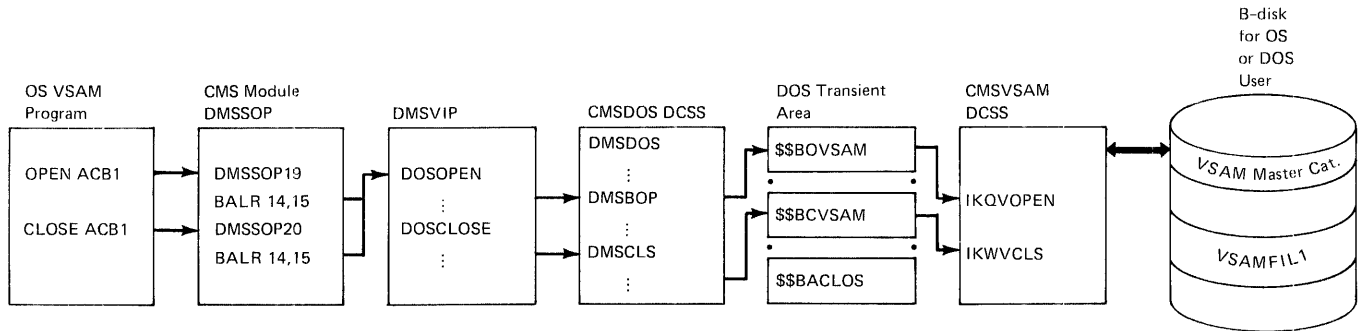 B-disk
for OS
or DOS
User
OS VSAM
Program
OPEN ACB1
CLOSE ACB1
CMS Module
DMSSOP
DMSSOP19
BALR 14,15
DMSSOP20
BALR 14,15
DMSVIP
DOSOPEN
⋮
DOSCLOSE
⋮
CMSDOS DCSS
DMSDOS
⋮
DMSBOP
⋮
DMSCLS
⋮
DOS Transient
Area
$$BOVSAM
$$BCVSAM
$$BACLOS
CMSVSAM
DCSS
IKQVOPEN
IKWVCLS
VSAM Master Cat.
VSAMFIL1